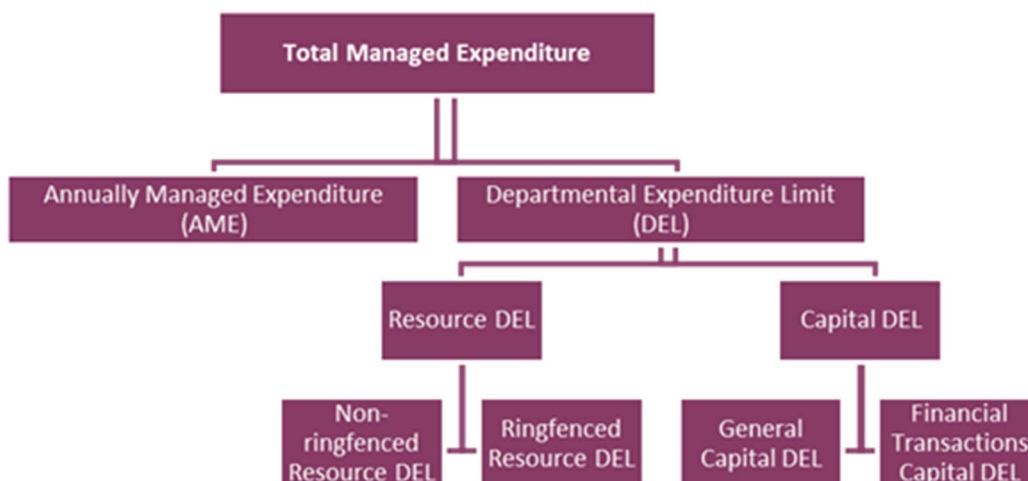 Total Managed Expenditure
Annually Managed Expenditure
(AME)
Departmental Expenditure Limit
(DEL)
Resource DEL
Capital DEL
Non-
ringfenced
Resource DEL
Ringfenced
Resource DEL
General
Capital DEL
Financial
Transactions
Capital DEL